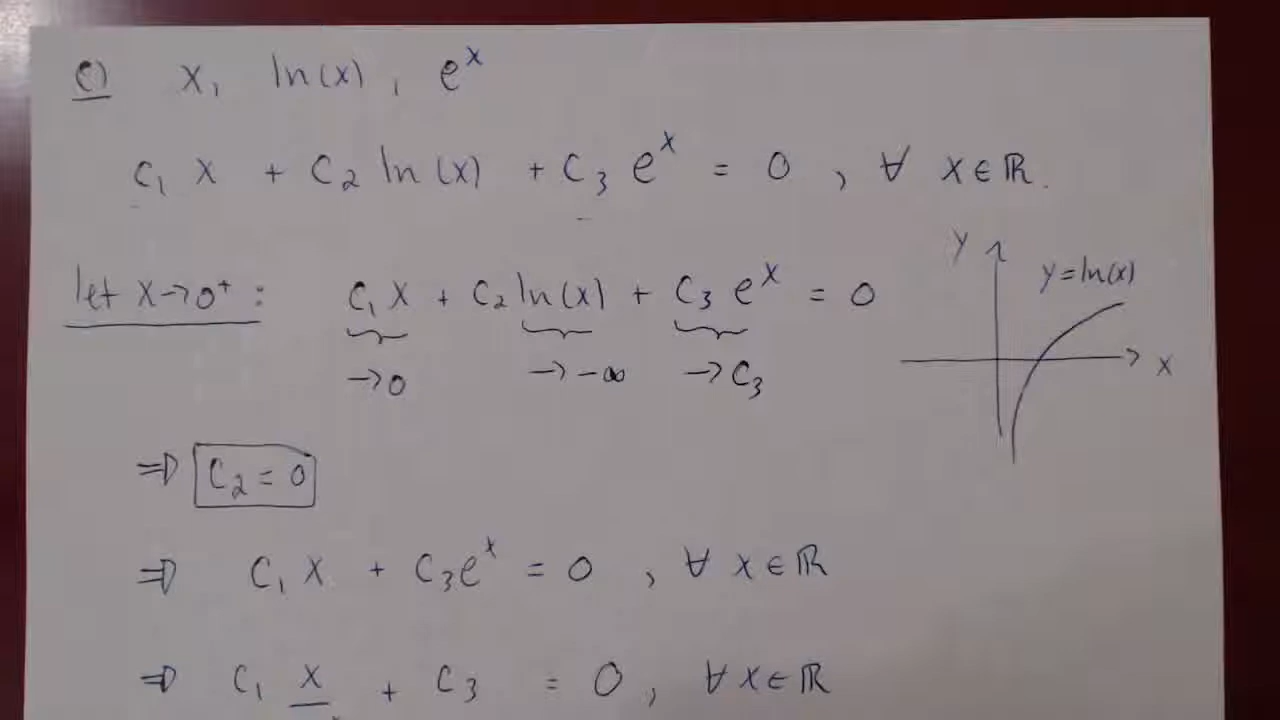 c) x, ln(x), e^x
c₁ x + c₂ ln(x) + c₃ e^x = 0 , ∀ x∈ℝ.
let x→0⁺ : c₁ x + c₂ ln(x) + c₃ e^x = 0
→0 →-∞ →c₃
y
y=ln(x)
x
⇒ c₂ = 0
⇒ c₁ x + c₃e^x = 0 , ∀ x∈ℝ
⇒ c₁ x + c₃ = 0, ∀x∈ℝ